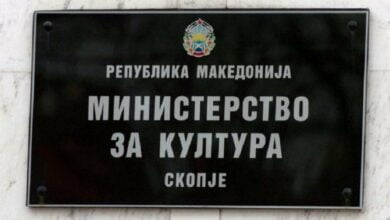 РЕПУБЛИКА МАКЕДОНИЈА
МИНИСТЕРСТВО
ЗА КУЛТУРА
СКОПЈЕ